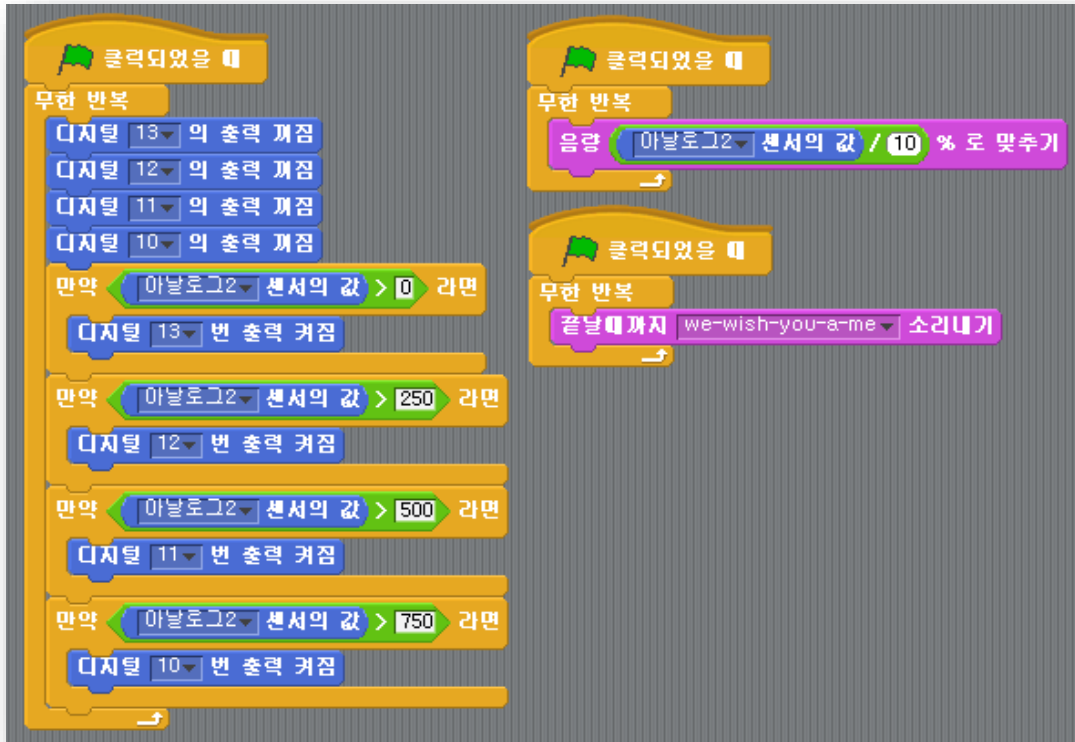 클릭되었을 때
무한 반복
디지털 13 의 출력 꺼짐
디지털 12 의 출력 꺼짐
디지털 11 의 출력 꺼짐
디지털 10 의 출력 꺼짐
만약 아날로그2 센서의 값 > 0 라면
디지털 13 번 출력 켜짐
만약 아날로그2 센서의 값 > 250 라면
디지털 12 번 출력 켜짐
만약 아날로그2 센서의 값 > 500 라면
디지털 11 번 출력 켜짐
만약 아날로그2 센서의 값 > 750 라면
디지털 10 번 출력 켜짐
클릭되었을 때
무한 반복
음량 아날로그2 센서의 값 / 10 % 로 맞추기
클릭되었을 때
무한 반복
끝날때까지 we-wish-you-a-me 소리내기